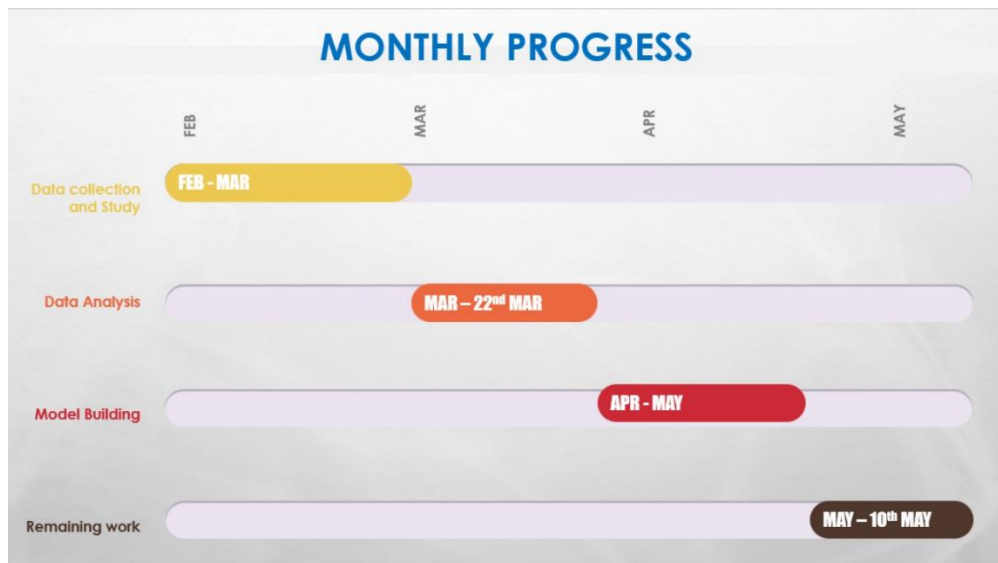 MONTHLY PROGRESS
FEB
MAR
APR
MAY
Data collection
and Study
FEB - MAR
Data Analysis
MAR – 22nd MAR
Model Building
APR - MAY
Remaining work
MAY – 10th MAY